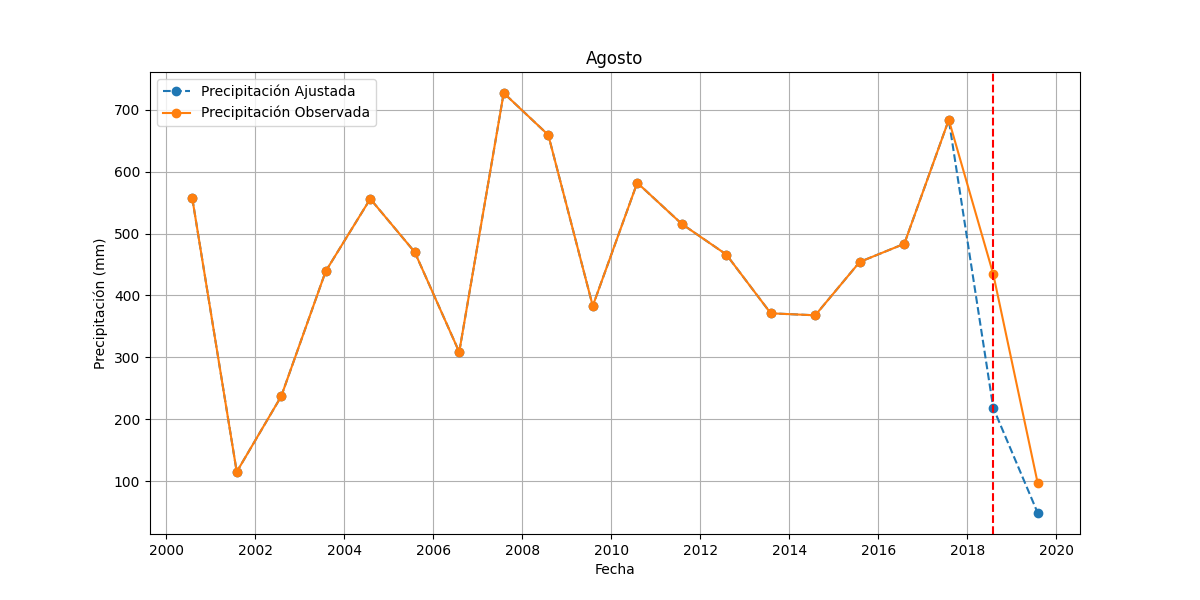 Agosto
Precipitación Ajustada
Precipitación Observada
Precipitación (mm)
700
600
500
400
300
200
100
2000 2002 2004 2006 2008 2010 2012 2014 2016 2018 2020
Fecha